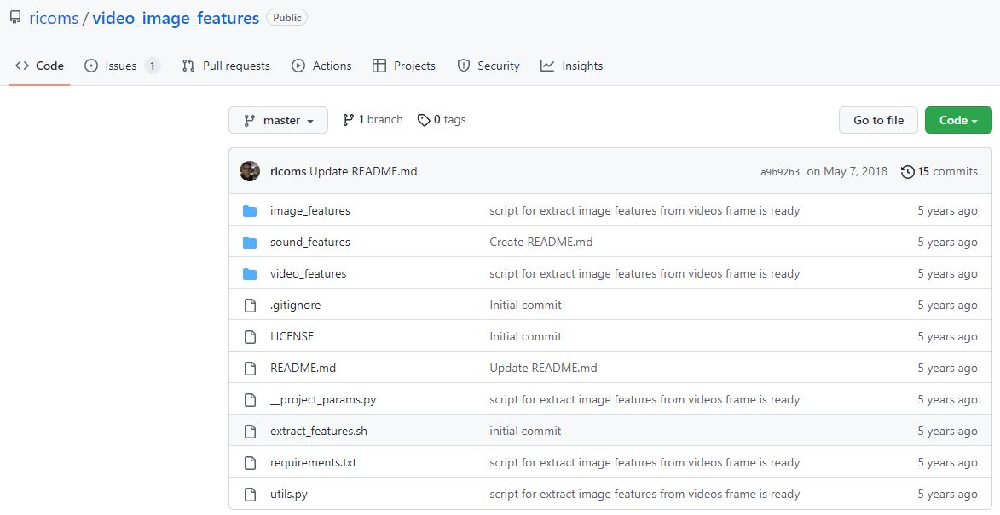 ricoms / video_image_features Public
Code Issues 1 Pull requests Actions Projects Security Insights
master 1 branch 0 tags Go to file Code
ricoms Update README.md a9b92b3 on May 7, 2018 15 commits
image_features script for extract image features from videos frame is ready 5 years ago
sound_features Create README.md 5 years ago
video_features script for extract image features from videos frame is ready 5 years ago
.gitignore Initial commit 5 years ago
LICENSE Initial commit 5 years ago
README.md Update README.md 5 years ago
__project_params.py script for extract image features from videos frame is ready 5 years ago
extract_features.sh initial commit 5 years ago
requirements.txt script for extract image features from videos frame is ready 5 years ago
utils.py script for extract image features from videos frame is ready 5 years ago